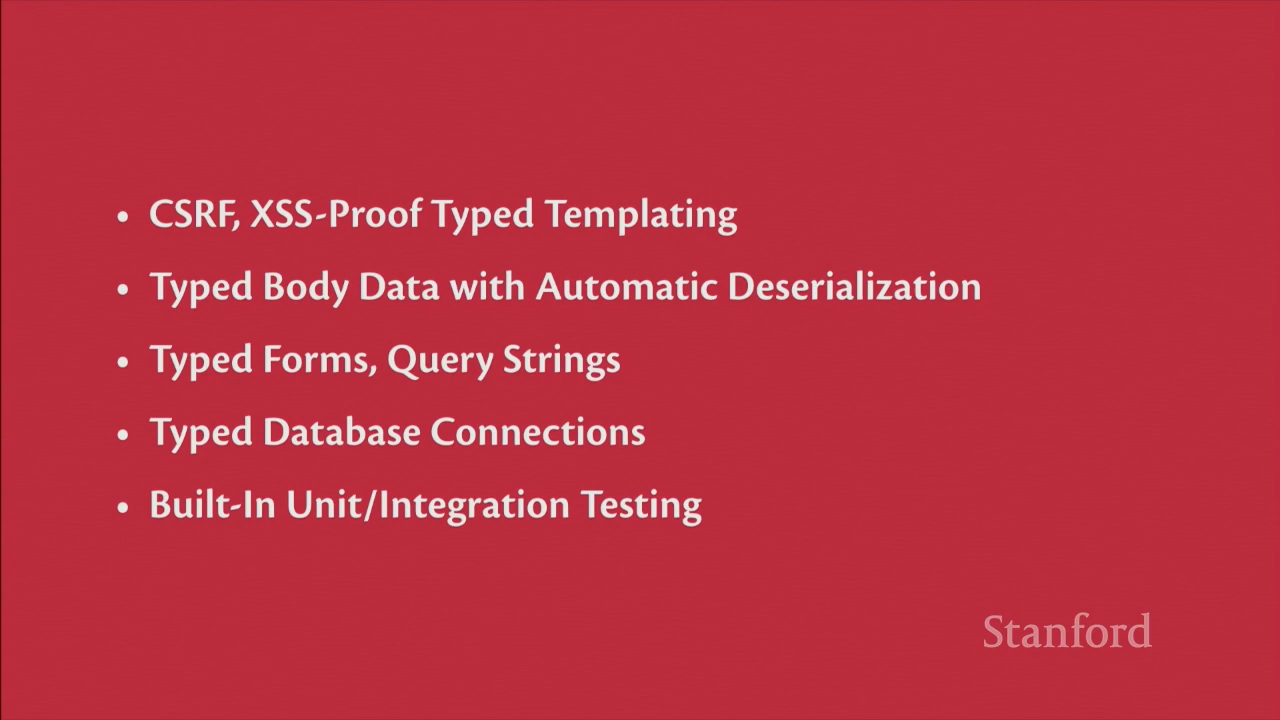 • CSRF, XSS-Proof Typed Templating
• Typed Body Data with Automatic Deserialization
• Typed Forms, Query Strings
• Typed Database Connections
• Built-In Unit/Integration Testing
Stanford